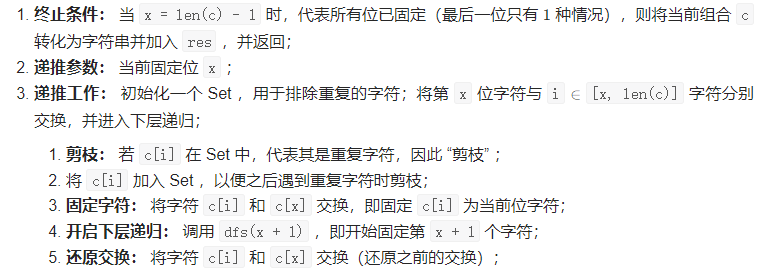 1. 终止条件： 当 x = len(c) - 1 时，代表所有位已固定（最后一位只有 1 种情况），则将当前组合 c
转化为字符串并加入 res ，并返回；
2. 递推参数： 当前固定位 x ；
3. 递推工作： 初始化一个 Set ，用于排除重复的字符；将第 x 位字符与 i ∈ [x, len(c)] 字符分别
交换，并进入下层递归；
1. 剪枝： 若 c[i] 在 Set 中，代表其是重复字符，因此 “剪枝” ；
2. 将 c[i] 加入 Set ，以便之后遇到重复字符时剪枝；
3. 固定字符： 将字符 c[i] 和 c[x] 交换，即固定 c[i] 为当前位字符；
4. 开启下层递归： 调用 dfs(x + 1) ，即开始固定第 x + 1 个字符；
5. 还原交换： 将字符 c[i] 和 c[x] 交换（还原之前的交换）；